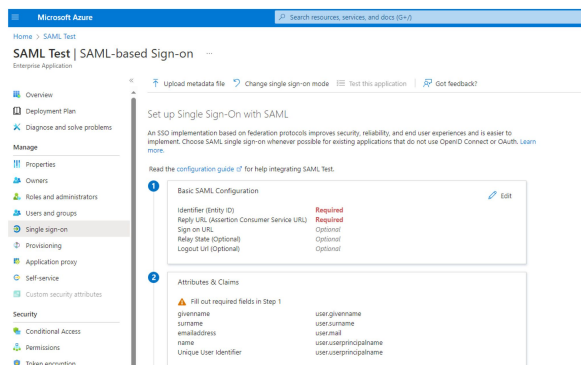 Microsoft Azure
Search resources, services, and docs (G+/)
Home > SAML Test
SAML Test | SAML-based Sign-on ...
Enterprise Application
«
Overview
Deployment Plan
Diagnose and solve problems
Manage
Properties
Owners
Roles and administrators
Users and groups
Single sign-on
Provisioning
Application proxy
Self-service
Custom security attributes
Security
Conditional Access
Permissions
Token encryption
Upload metadata file Change single sign-on mode Test this application Got feedback?
Set up Single Sign-On with SAML
An SSO implementation based on federation protocols improves security, reliability, and end user experiences and is easier to
implement. Choose SAML single sign-on whenever possible for existing applications that do not use OpenID Connect or OAuth. Learn
more.
Read the configuration guide for help integrating SAML Test.
1
Basic SAML Configuration
Edit
Identifier (Entity ID) Required
Reply URL (Assertion Consumer Service URL) Required
Sign on URL Optional
Relay State (Optional) Optional
Logout Url (Optional) Optional
2
Attributes & Claims
Fill out required fields in Step 1
givenname user.givenname
surname user.surname
emailaddress user.mail
name user.userprincipalname
Unique User Identifier user.userprincipalname